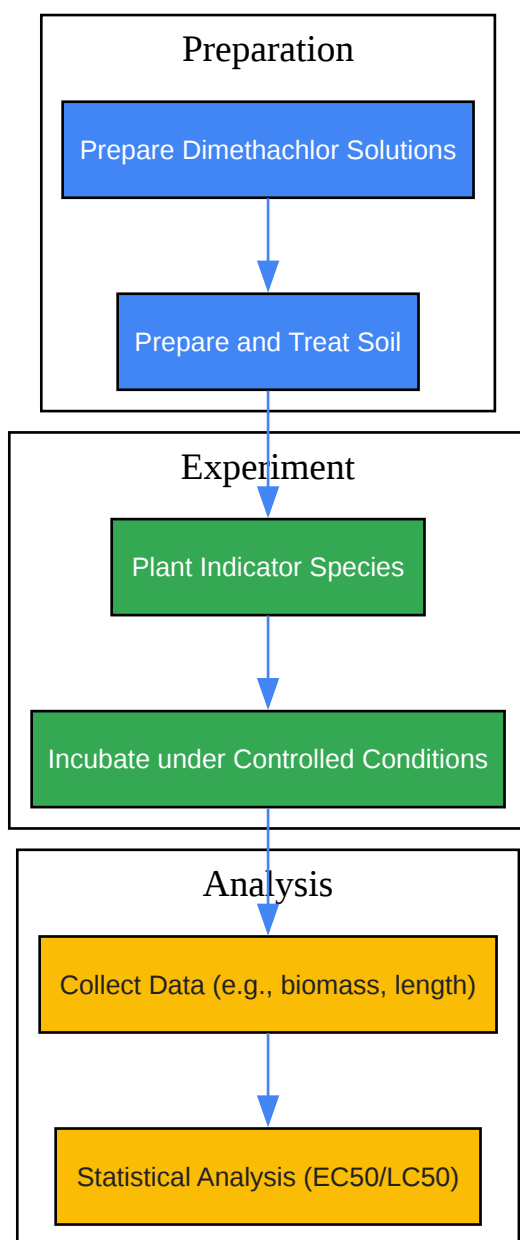 Preparation
Prepare Dimethachlor Solutions
Prepare and Treat Soil
Experiment
Plant Indicator Species
Incubate under Controlled Conditions
Analysis
Collect Data (e.g., biomass, length)
Statistical Analysis (EC50/LC50)